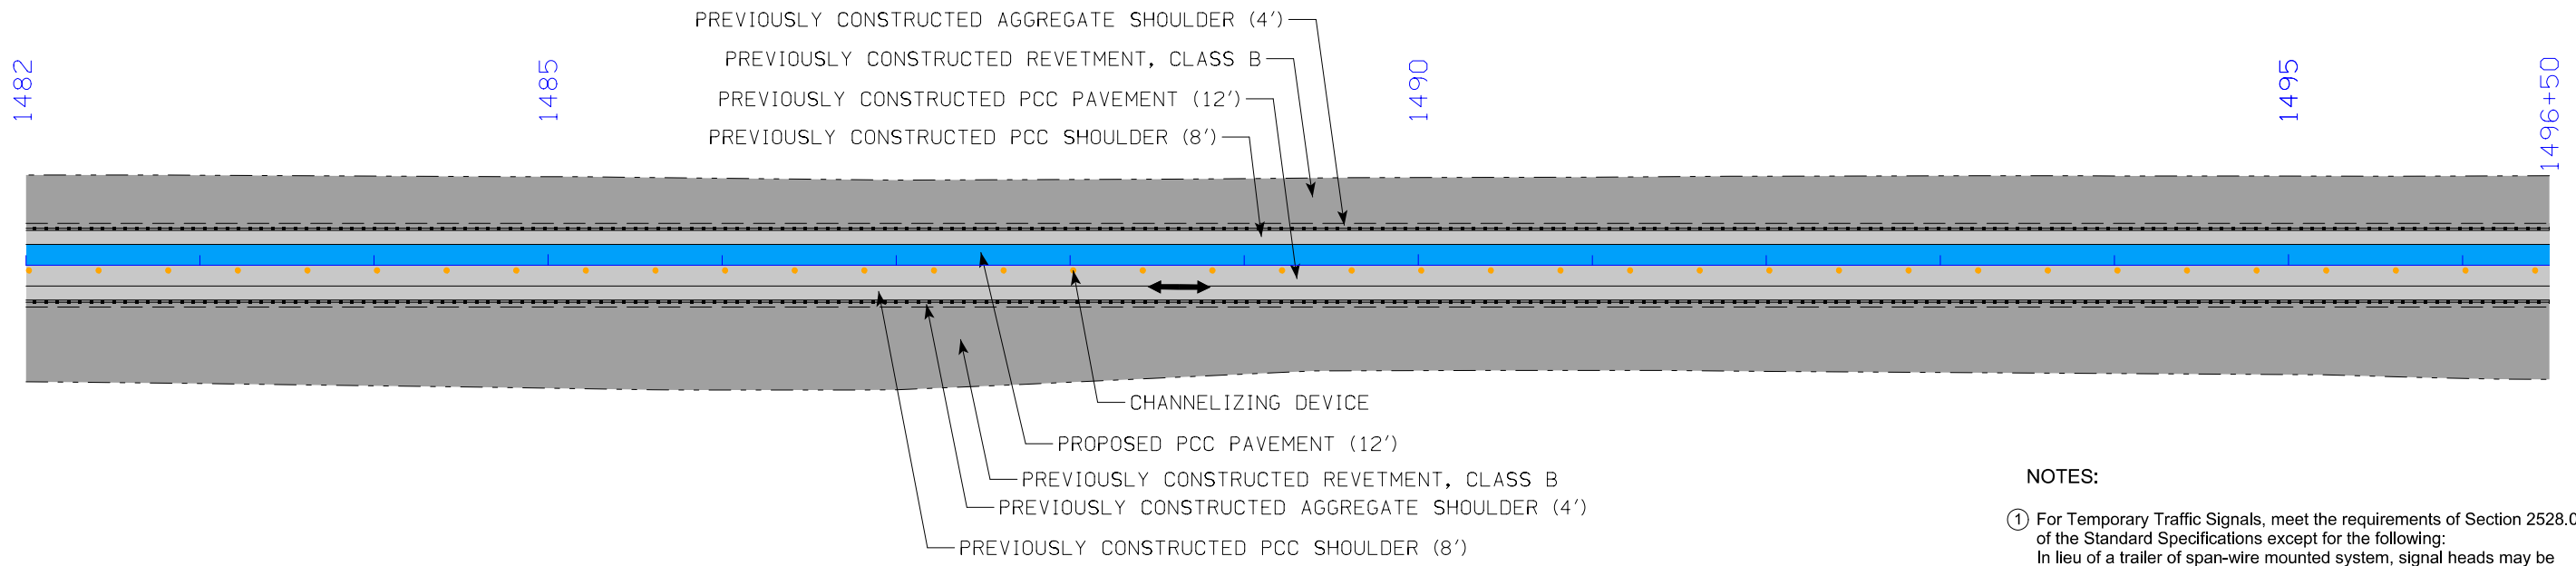 PREVIOUSLY CONSTRUCTED AGGREGATE SHOULDER (4')
PREVIOUSLY CONSTRUCTED REVETMENT, CLASS B
PREVIOUSLY CONSTRUCTED PCC PAVEMENT (12')
PREVIOUSLY CONSTRUCTED PCC SHOULDER (8')
1482
1485
1490
1495
1496+50
CHANNELIZING DEVICE
PROPOSED PCC PAVEMENT (12')
PREVIOUSLY CONSTRUCTED REVETMENT, CLASS B
PREVIOUSLY CONSTRUCTED AGGREGATE SHOULDER (4')
PREVIOUSLY CONSTRUCTED PCC SHOULDER (8')
NOTES:
1 For Temporary Traffic Signals, meet the requirements of Section 2528.0
of the Standard Specifications except for the following:
In lieu of a trailer of span-wire mounted system, signal heads may be